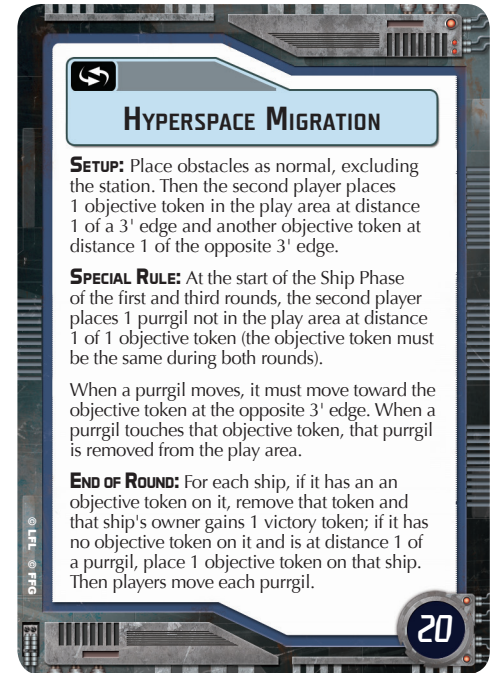 Hyperspace Migration
Setup: Place obstacles as normal, excluding
the station. Then the second player places
1 objective token in the play area at distance
1 of a 3' edge and another objective token at
distance 1 of the opposite 3' edge.
Special Rule: At the start of the Ship Phase
of the first and third rounds, the second player
places 1 purrgil not in the play area at distance
1 of 1 objective token (the objective token must
be the same during both rounds).
When a purrgil moves, it must move toward the
objective token at the opposite 3' edge. When a
purrgil touches that objective token, that purrgil
is removed from the play area.
End of Round: For each ship, if it has an an
objective token on it, remove that token and
that ship's owner gains 1 victory token; if it has
no objective token on it and is at distance 1 of
a purrgil, place 1 objective token on that ship.
Then players move each purrgil.
© LFL © FFG
20